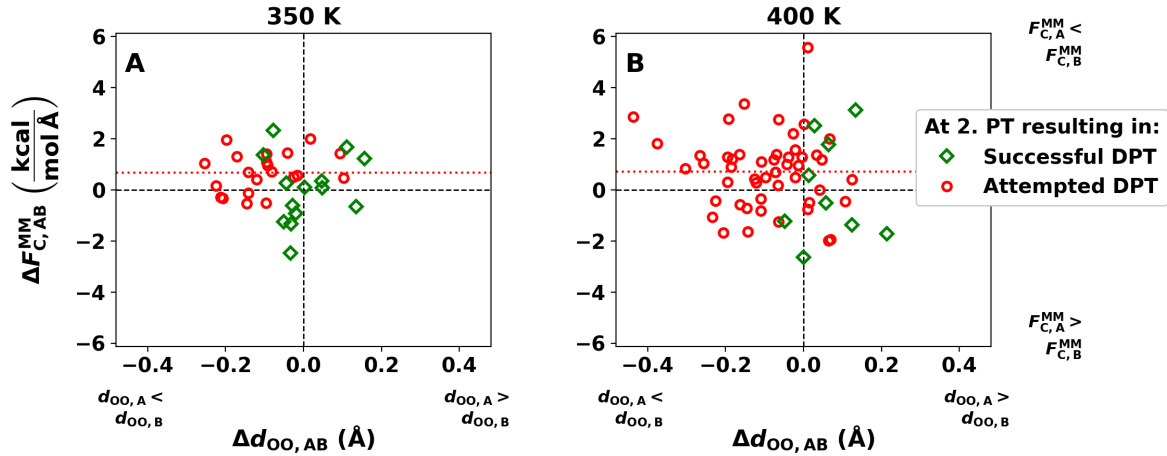 350 K
400 K
A
B
6
4
2
0
−2
−4
−6
6
4
2
0
−2
−4
−6
−0.4 −0.2 0.0 0.2 0.4
−0.4 −0.2 0.0 0.2 0.4
ΔF^MM_C, AB (kcal / mol Å)
F^MM_C, A <
F^MM_C, B
At 2. PT resulting in:
Successful DPT
Attempted DPT
F^MM_C, A >
F^MM_C, B
d_OO, A <
d_OO, B
d_OO, A >
d_OO, B
d_OO, A <
d_OO, B
d_OO, A >
d_OO, B
Δd_OO, AB (Å)
Δd_OO, AB (Å)